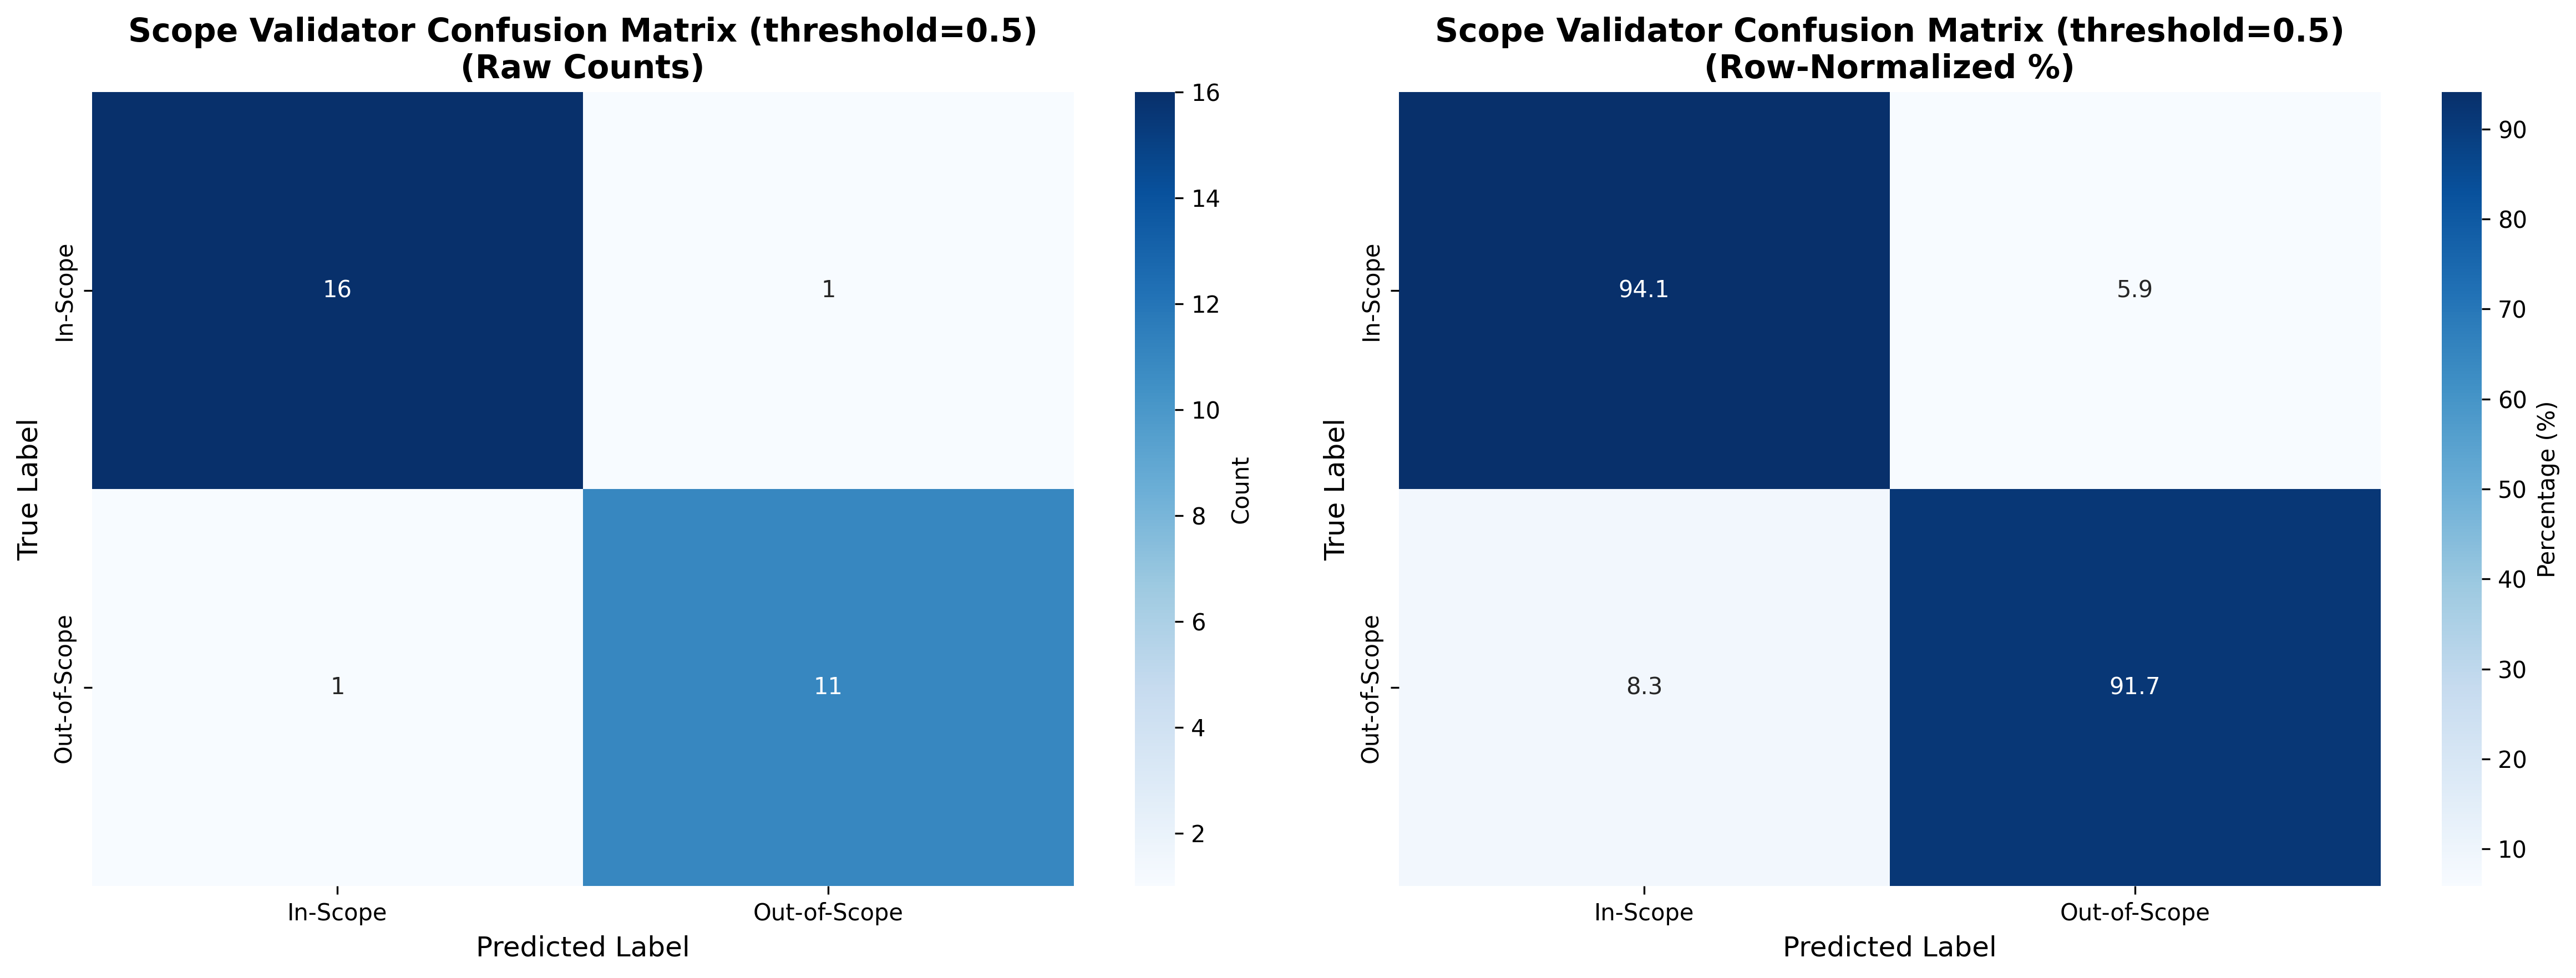 Scope Validator Confusion Matrix (threshold=0.5)
(Raw Counts)
True Label
In-Scope
Out-of-Scope
16
1
1
11
In-Scope
Out-of-Scope
Predicted Label
16
14
12
10
8
6
4
2
Count
Scope Validator Confusion Matrix (threshold=0.5)
(Row-Normalized %)
True Label
In-Scope
Out-of-Scope
94.1
5.9
8.3
91.7
In-Scope
Out-of-Scope
Predicted Label
90
80
70
60
50
40
30
20
10
Percentage (%)